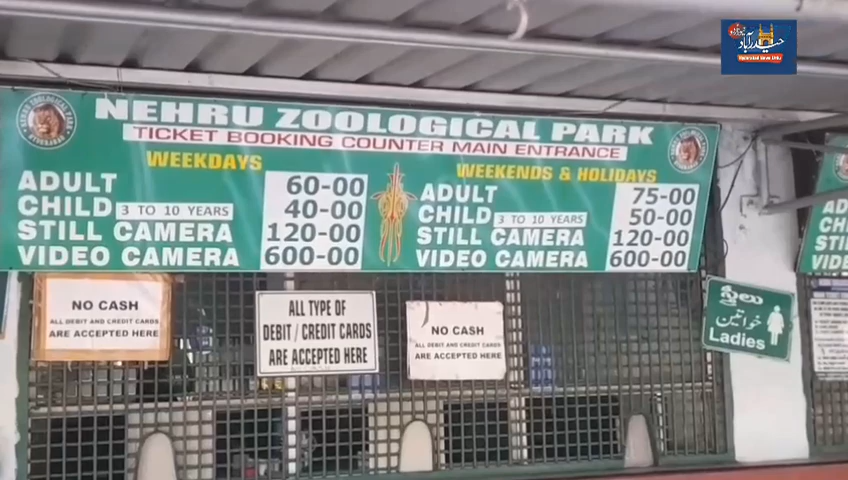 حیدرآباد
Hyderabad News Urdu
NEHRU ZOOLOGICAL PARK
TICKET BOOKING COUNTER MAIN ENTRANCE
WEEKDAYS
ADULT 60-00
CHILD 3 TO 10 YEARS 40-00
STILL CAMERA 120-00
VIDEO CAMERA 600-00
WEEKENDS & HOLIDAYS
ADULT 75-00
CHILD 3 TO 10 YEARS 50-00
STILL CAMERA 120-00
VIDEO CAMERA 600-00
NO CASH
ALL DEBIT AND CREDIT CARDS
ARE ACCEPTED HERE
ALL TYPE OF
DEBIT / CREDIT CARDS
ARE ACCEPTED HERE
NO CASH
ALL DEBIT AND CREDIT CARDS
ARE ACCEPTED HERE
స్త్రీలు
خواتین
Ladies